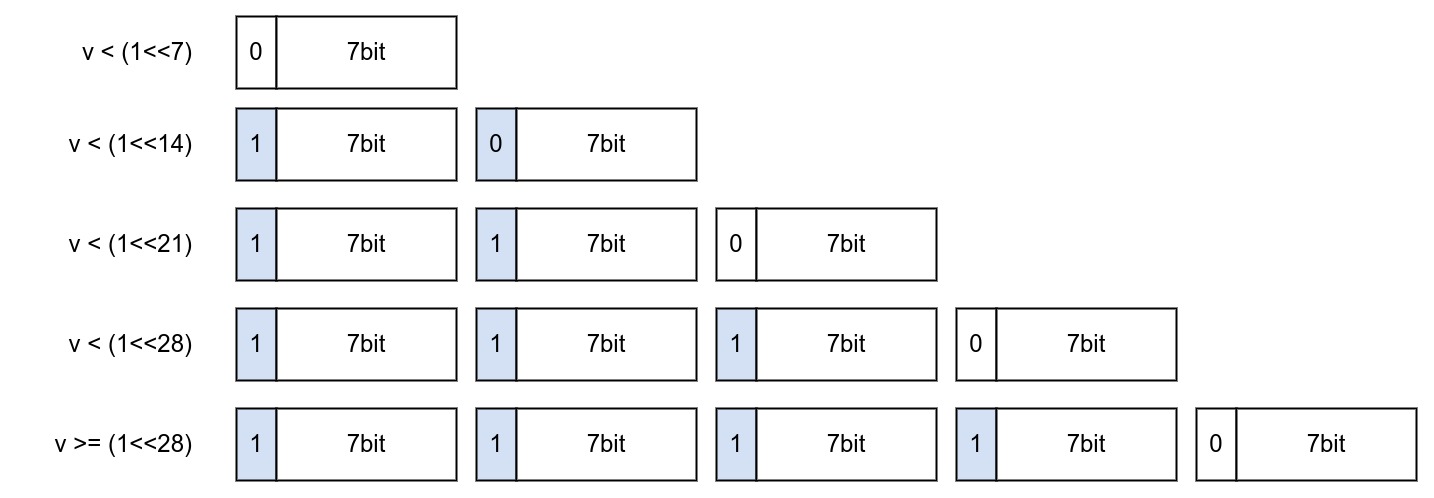 v < (1<<7) 0 7bit
v < (1<<14) 1 7bit 0 7bit
v < (1<<21) 1 7bit 1 7bit 0 7bit
v < (1<<28) 1 7bit 1 7bit 1 7bit 0 7bit
v >= (1<<28) 1 7bit 1 7bit 1 7bit 1 7bit 0 7bit